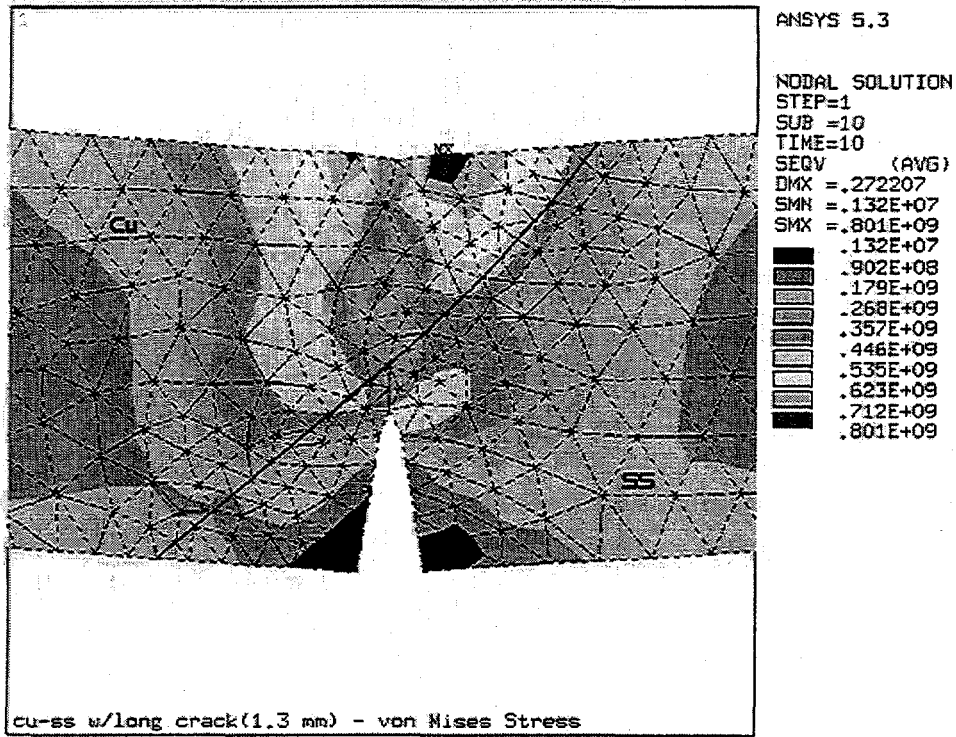 1
ANSYS 5.3
NODAL SOLUTION
STEP=1
SUB =10
TIME=10
SEQV (AVG)
DMX =.272207
SMN =.132E+07
SMX =.801E+09
.132E+07
.902E+08
.179E+09
.268E+09
.357E+09
.446E+09
.535E+09
.623E+09
.712E+09
.801E+09
MX
Cu
SS
cu-ss w/long crack(1.3 mm) - von Mises Stress